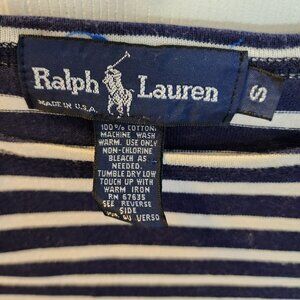 Ralph Lauren
MADE IN U.S.A.
S
100% COTTON
MACHINE WASH
WARM. USE ONLY
NON-CHLORINE
BLEACH AS
NEEDED.
TUMBLE DRY LOW
TOUCH UP WITH
WARM IRON
RN 67635
SEE REVERSE
SIDE
VERSO